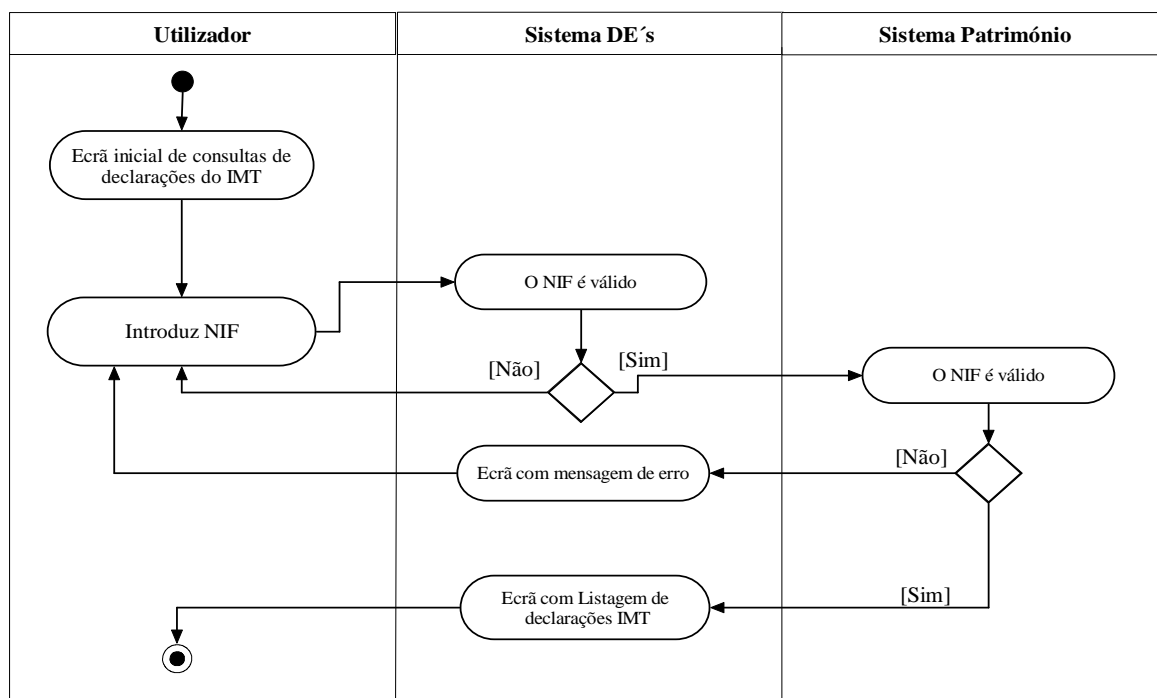 Utilizador
Sistema DE´s
Sistema Património
Ecrã inicial de consultas de
declarações do IMT
O NIF é válido
Introduz NIF
[Não]
[Sim]
O NIF é válido
Ecrã com mensagem de erro
[Não]
Ecrã com Listagem de
declarações IMT
[Sim]